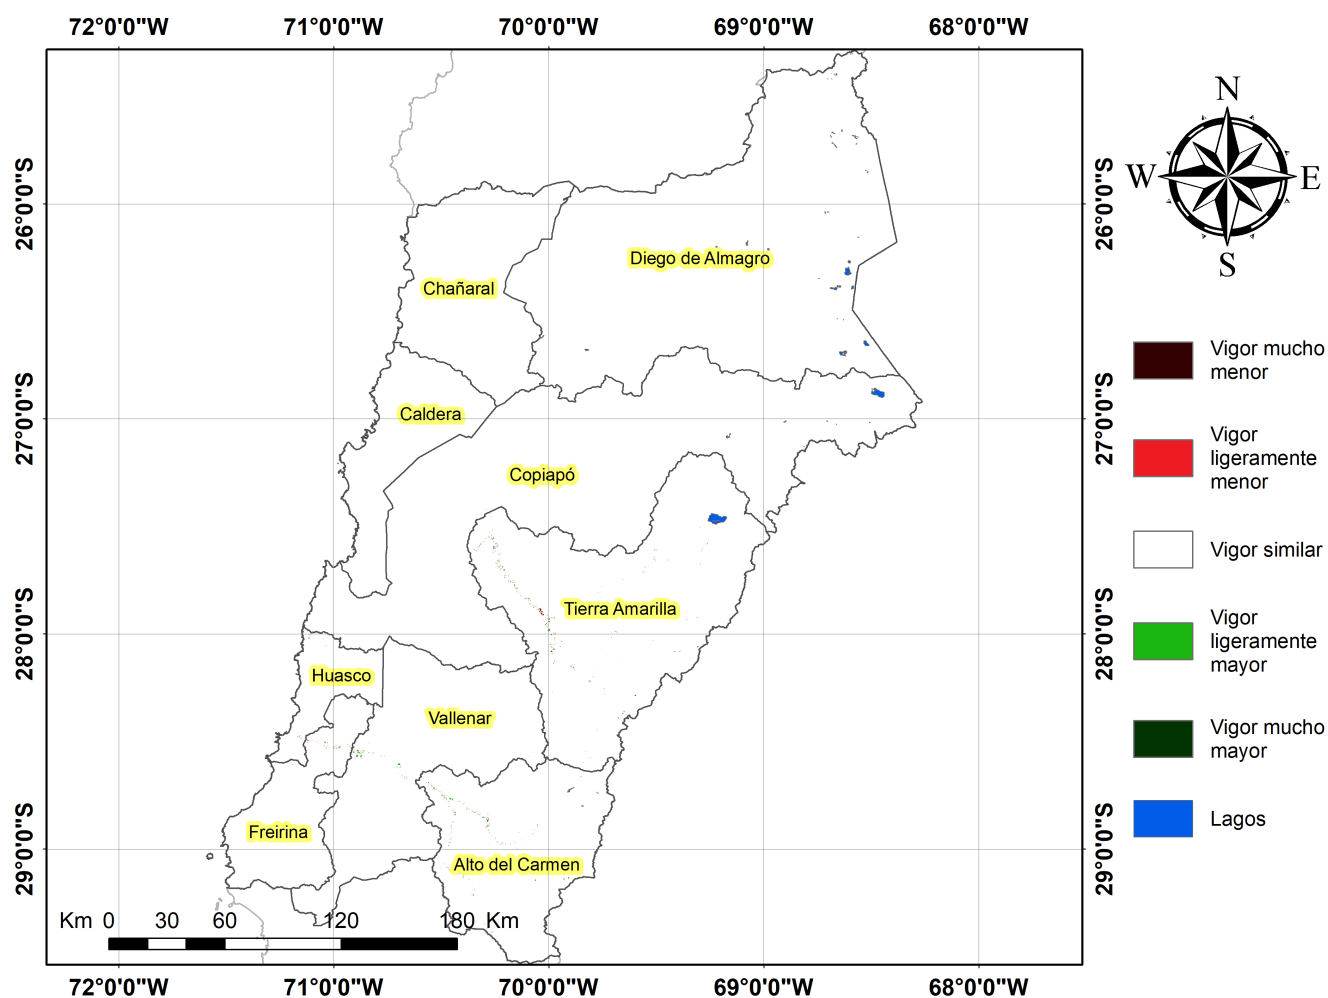 72°0'0"W 71°0'0"W 70°0'0"W 69°0'0"W 68°0'0"W
26°0'0"S
27°0'0"S
28°0'0"S
29°0'0"S
26°0'0"S
27°0'0"S
28°0'0"S
29°0'0"S
N
W E
S
Diego de Almagro
Chañaral
Caldera
Copiapó
Tierra Amarilla
Huasco
Vallenar
Freirina
Alto del Carmen
Vigor mucho
menor
Vigor
ligeramente
menor
Vigor similar
Vigor
ligeramente
mayor
Vigor mucho
mayor
Lagos
Km 0 30 60 120 180 Km
72°0'0"W 71°0'0"W 70°0'0"W 69°0'0"W 68°0'0"W